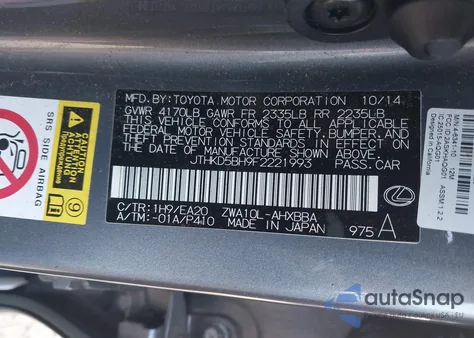 MFD. BY: TOYOTA MOTOR CORPORATION 10/14
GVWR 4170LB GAWR FR 2335LB RR 2235LB
THIS VEHICLE CONFORMS TO ALL APPLICABLE
FEDERAL MOTOR VEHICLE SAFETY, BUMPER,
AND THEFT PREVENTION STANDARDS IN EFFECT
ON THE DATE OF MANUFACTURE SHOWN ABOVE.
JTHKD5BH9F2221993 PASS.CAR
C/TR: 1H9/EA20 ZWA10L-AHXBBA
A/TM: -01A/P410 MADE IN JAPAN 975 A
SRS SIDE AIRBAG
12M
autoSnap